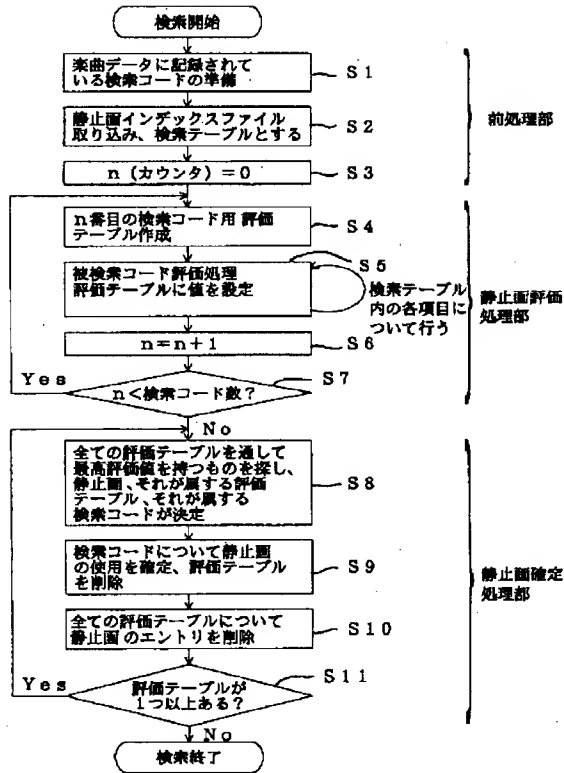 検索開始
楽曲データに記録されて
いる検索コードの準備
S1
静止画インデックスファイル
取り込み、検索テーブルとする
S2
n (カウンタ) =0
S3
前処理部
n番目の検索コード用 評価
テーブル作成
S4
S5
被検索コード評価処理
評価テーブルに値を設定
検索テーブル
内の各項目に
ついて行う
n=n+1
S6
静止画評価
処理部
Yes
n<検索コード数?
S7
No
全ての評価テーブルを通して
最高評価値を持つものを探し、
静止画、それが属する評価
テーブル、それが属する
検索コードが決定
S8
検索コードについて静止画
の使用を確定、評価テーブル
を削除
S9
静止画確定
処理部
全ての評価テーブルについて
静止画 のエントリを削除
S10
Yes
評価テーブルが
1つ以上ある?
S11
No
検索終了